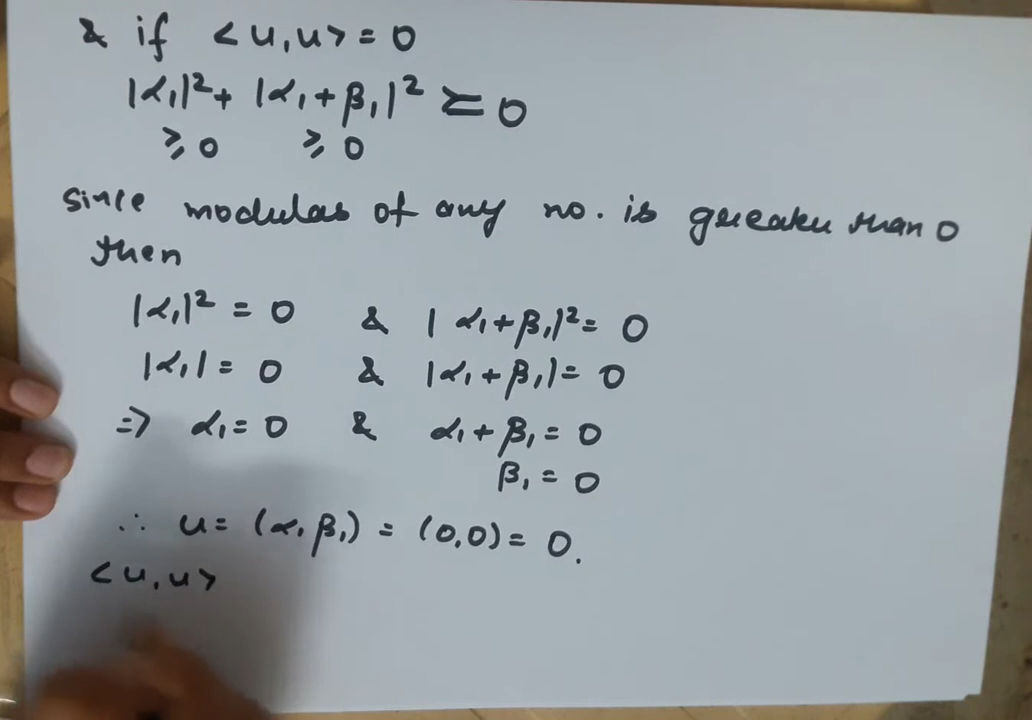 & if <u,u> = 0
|α₁|² + |α₁ + β₁|² = 0
≥ 0 ≥ 0
Since modulas of any no. is greater than 0
then
|α₁|² = 0 & | α₁ + β₁|² = 0
|α₁| = 0 & |α₁ + β₁| = 0
⇒ α₁ = 0 & α₁ + β₁ = 0
β₁ = 0
∴ u = (α₁ β₁) = (0,0) = 0.
<u,u>